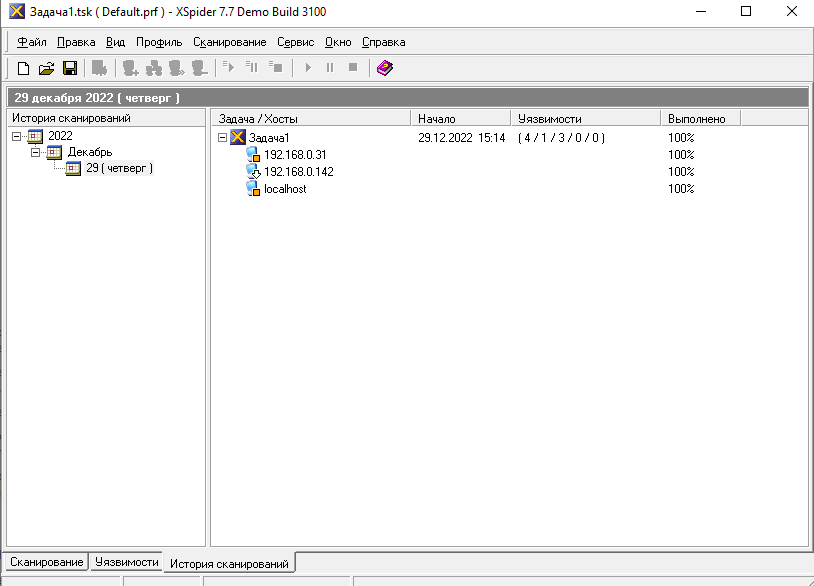 Задача1.tsk ( Default.prf ) - XSpider 7.7 Demo Build 3100
Файл Правка Вид Профиль Сканирование Сервис Окно Справка
29 декабря 2022 ( четверг )
История сканирований
2022
Декабрь
29 ( четверг )
Задача / Хосты Начало Уязвимости Выполнено
Задача1 29.12.2022 15:14 ( 4 / 1 / 3 / 0 / 0 ) 100%
192.168.0.31 100%
192.168.0.142 100%
localhost 100%
Сканирование Уязвимости История сканирований